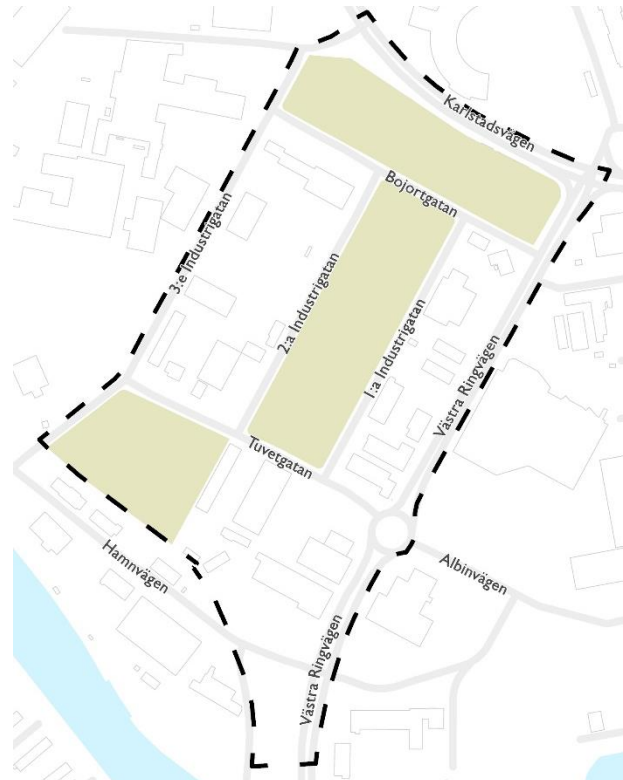 Karlstadsvägen
Bojortgatan
3:e Industrigatan
2:a Industrigatan
1:a Industrigatan
Västra Ringvägen
Tuvetgatan
Hamnvägen
Albinvägen
Västra Ringvägen